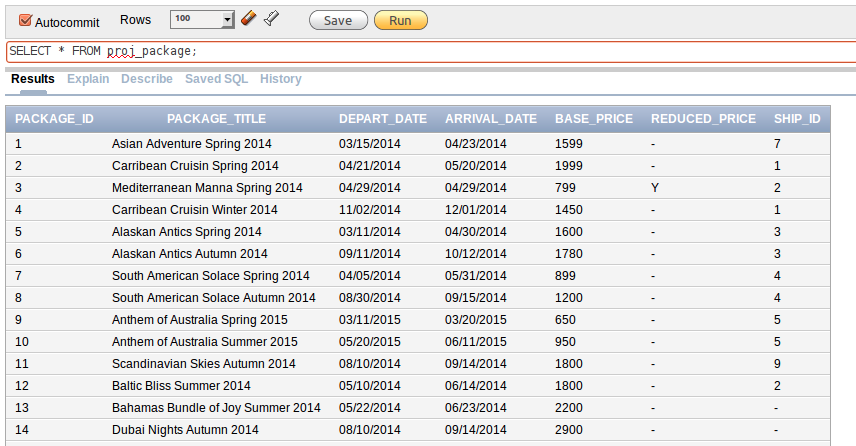 Autocommit Rows 100 Save Run
SELECT * FROM proj_package;
Results Explain Describe Saved SQL History
PACKAGE_ID PACKAGE_TITLE DEPART_DATE ARRIVAL_DATE BASE_PRICE REDUCED_PRICE SHIP_ID
1 Asian Adventure Spring 2014 03/15/2014 04/23/2014 1599 - 7
2 Carribean Cruisin Spring 2014 04/21/2014 05/20/2014 1999 - 1
3 Mediterranean Manna Spring 2014 04/29/2014 04/29/2014 799 Y 2
4 Carribean Cruisin Winter 2014 11/02/2014 12/01/2014 1450 - 1
5 Alaskan Antics Spring 2014 03/11/2014 04/30/2014 1600 - 3
6 Alaskan Antics Autumn 2014 09/11/2014 10/12/2014 1780 - 3
7 South American Solace Spring 2014 04/05/2014 05/31/2014 899 - 4
8 South American Solace Autumn 2014 08/30/2014 09/15/2014 1200 - 4
9 Anthem of Australia Spring 2015 03/11/2015 03/20/2015 650 - 5
10 Anthem of Australia Summer 2015 05/20/2015 06/11/2015 950 - 5
11 Scandinavian Skies Autumn 2014 08/10/2014 09/14/2014 1800 - 9
12 Baltic Bliss Summer 2014 05/10/2014 06/14/2014 1800 - 2
13 Bahamas Bundle of Joy Summer 2014 05/22/2014 06/23/2014 2200 - -
14 Dubai Nights Autumn 2014 08/10/2014 09/14/2014 2900 - -